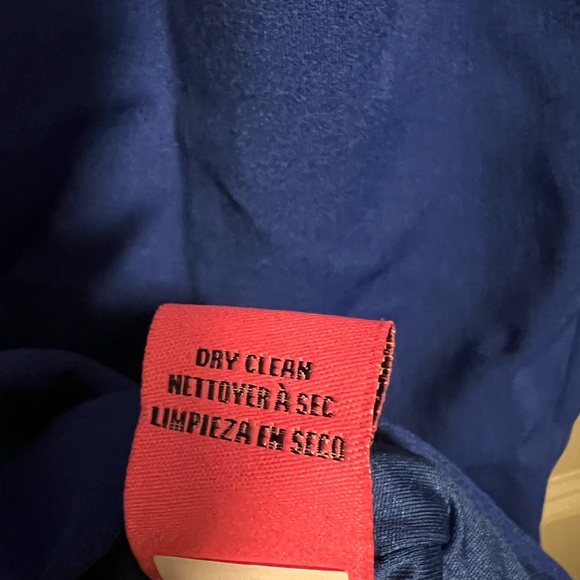 DRY CLEAN
NETTOYER À SEC
LIMPIEZA EN SECO